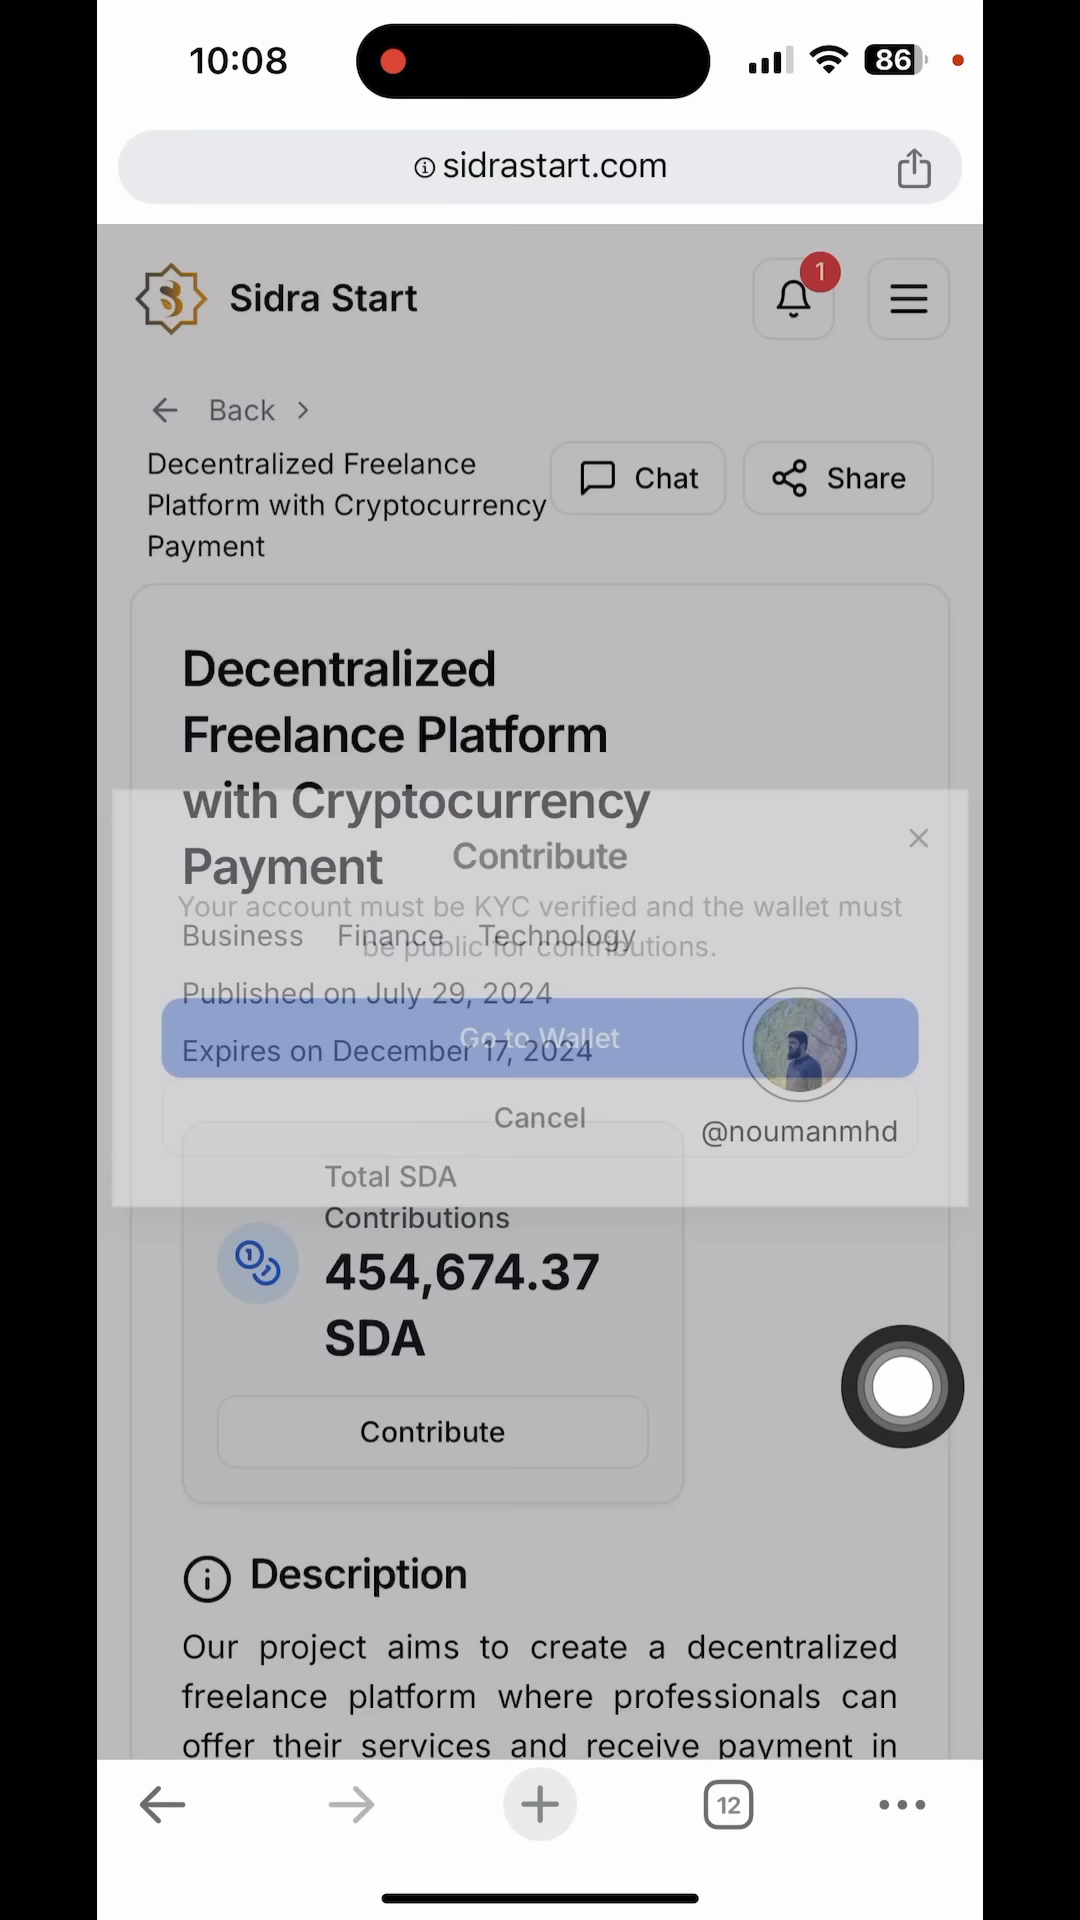 10:08
86
sidrastart.com
Sidra Start
1
Back
Decentralized Freelance
Platform with Cryptocurrency
Payment
Chat
Share
Decentralized
Freelance Platform
with Cryptocurrency
Payment
Contribute
Your account must be KYC verified and the wallet must
be public for contributions.
Business Finance Technology
Published on July 29, 2024
Go to Wallet
Expires on December 17, 2024
Cancel
@noumanmhd
Total SDA
Contributions
454,674.37
SDA
Contribute
Description
Our project aims to create a decentralized
freelance platform where professionals can
offer their services and receive payment in
12